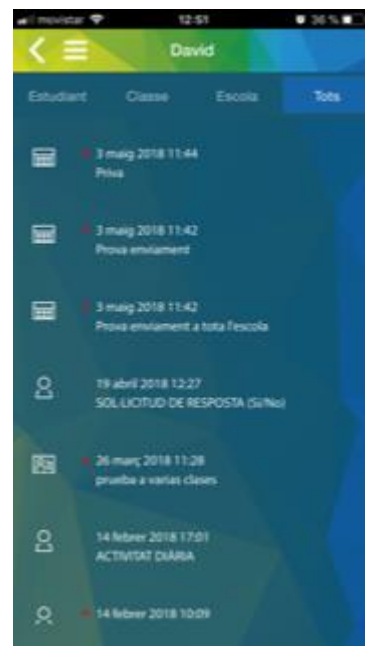 movistar 12:51 36 %
David
Estudiant Classe Escola Tots
3 maig 2018 11:44
Priva
3 maig 2018 11:42
Prova enviament
3 maig 2018 11:42
Prova enviament a tota l'escola
19 abril 2018 12:27
SOL·LICITUD DE RESPOSTA (Si/No)
26 març 2018 11:28
prueba a varias clases
14 febrer 2018 17:01
ACTIVITAT DIÀRIA
14 febrer 2018 10:09